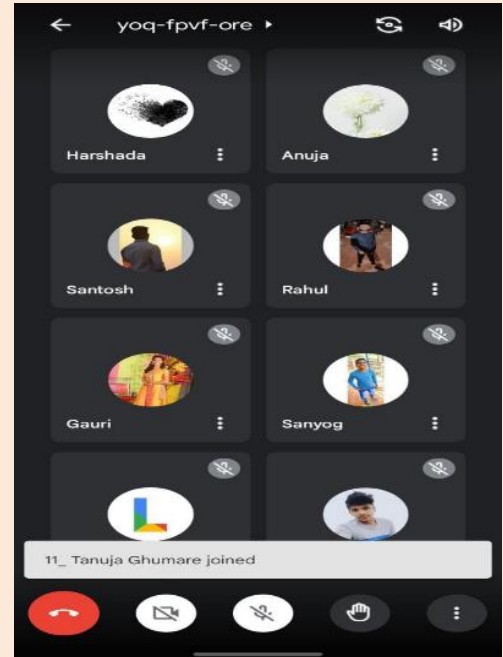 yoq-fpvf-ore
Harshada
Anuja
Santosh
Rahul
Gauri
Sanyog
11_ Tanuja Ghumare joined